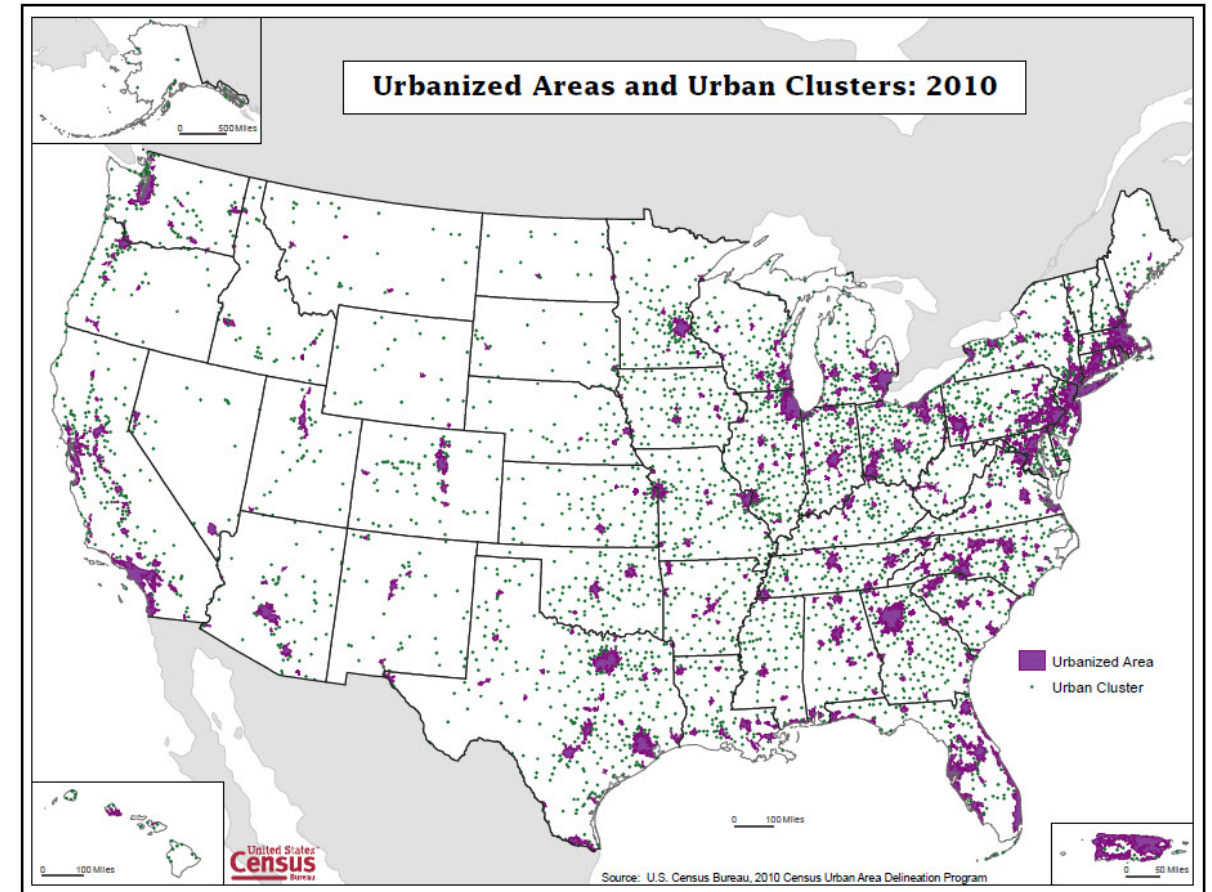 Urbanized Areas and Urban Clusters: 2010
0 500 Miles
Urbanized Area
Urban Cluster
0 100 Miles
0 100 Miles
United States™
Census
Bureau
0 50 Miles
Source: U.S. Census Bureau, 2010 Census Urban Area Delineation Program